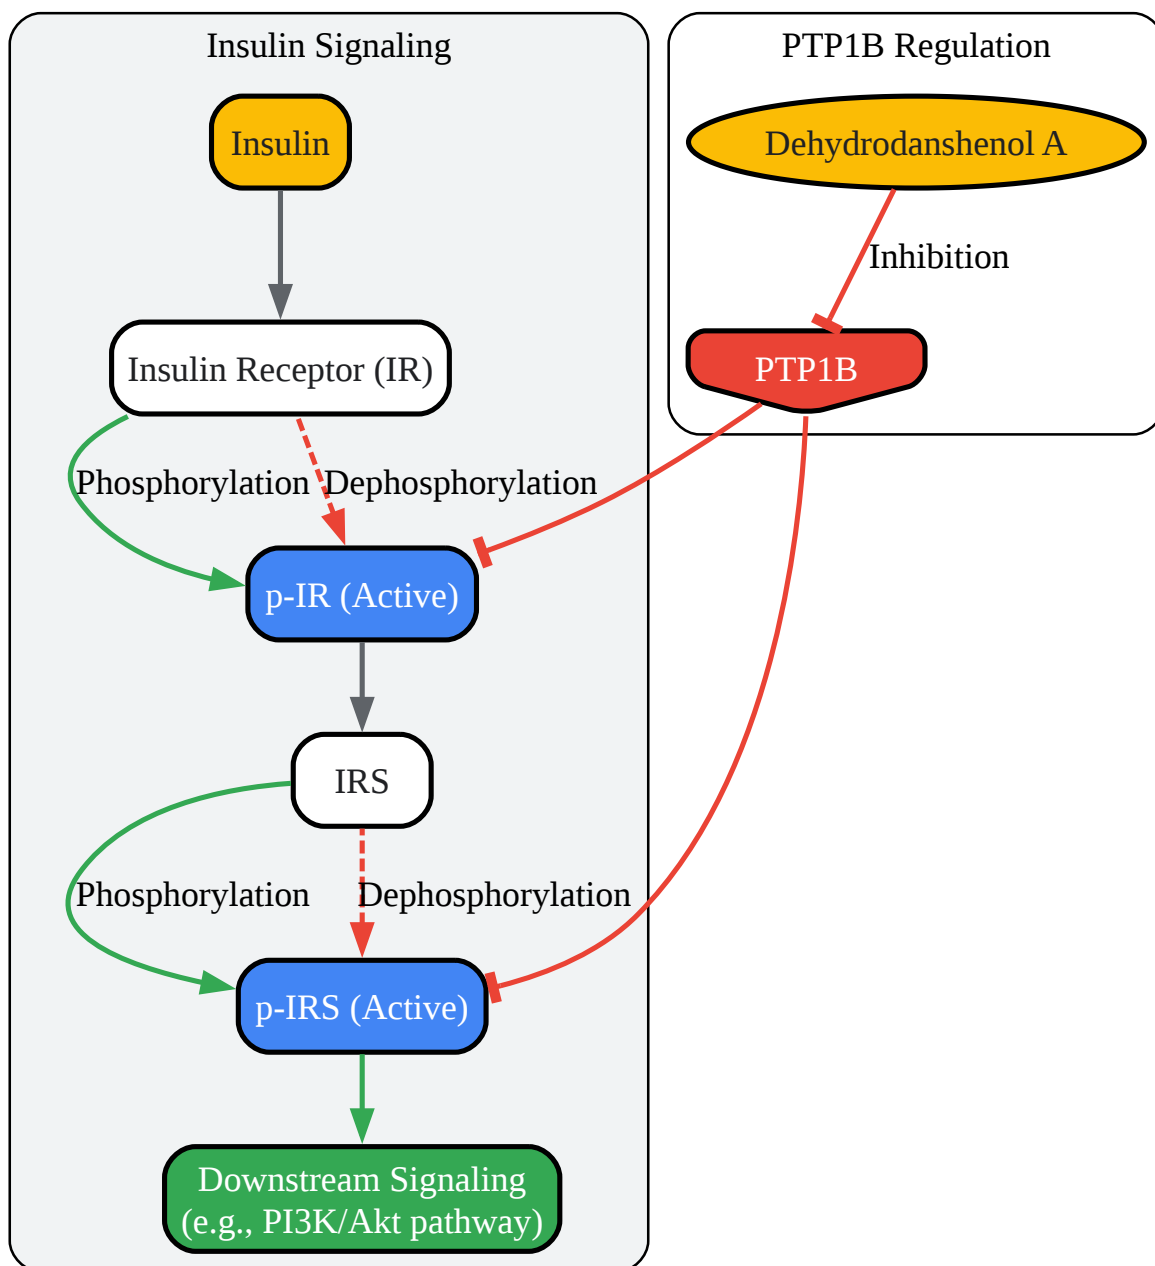 Insulin Signaling
PTP1B Regulation
Insulin
Dehydrodanshenol A
Inhibition
Insulin Receptor (IR)
PTP1B
Phosphorylation
Dephosphorylation
p-IR (Active)
IRS
Phosphorylation
Dephosphorylation
p-IRS (Active)
Downstream Signaling
(e.g., PI3K/Akt pathway)